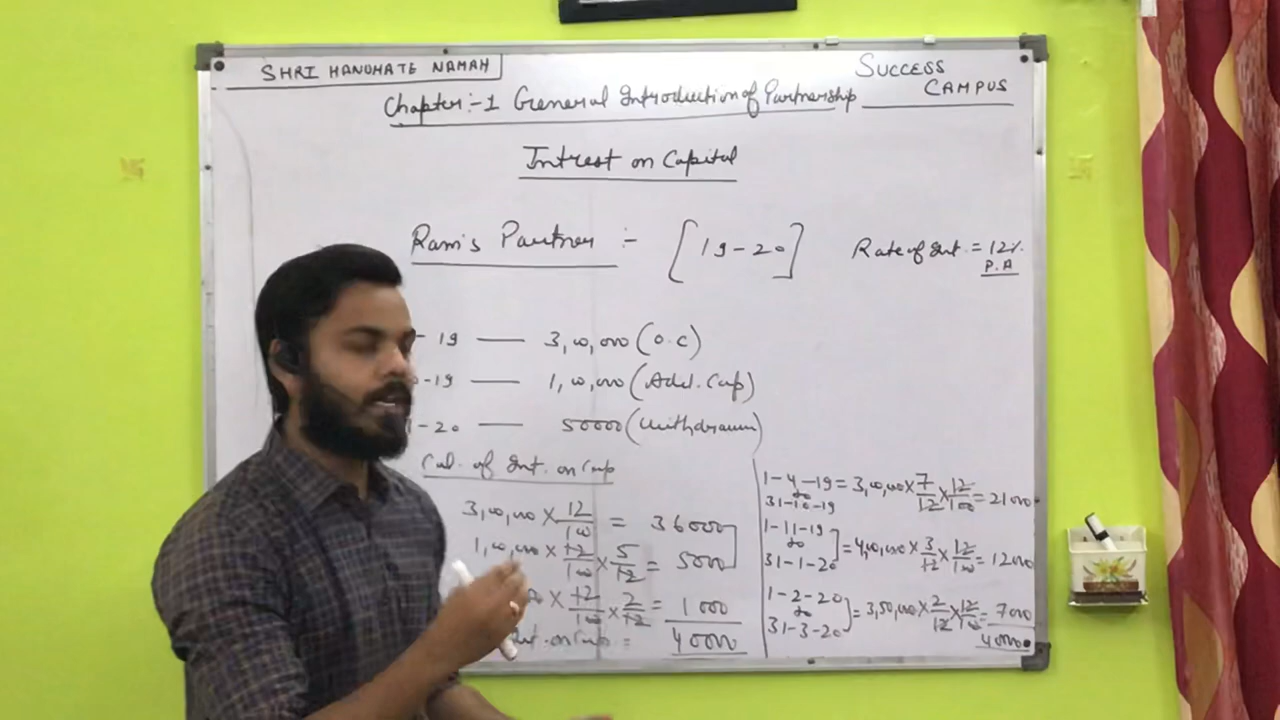 SHRI HANUMATE NAMAH
SUCCESS CAMPUS
Chapter:-1 General Introduction of Partnership
Intrest on Capital
Ram's Partner :- [19-20] Rate of Int. = 12% P.A
- 19 — 3,00,000 (O.C)
-19 — 1,00,000 (Add. Cap)
-20 — 50000 (Withdrawn)
Cal. of Int. on Cap
3,00,000 × 12/100 = 36000
1,00,000 × 12/100 × 5/12 = 5000
× 12/100 × 2/12 = 1000
Int. on Cap = 40000
1-4-19 to 31-10-19 = 3,00,000 × 7/12 × 12/100 = 21000
1-11-19 to 31-1-20 = 4,00,000 × 3/12 × 12/100 = 12000
1-2-20 to 31-3-20 = 3,50,000 × 2/12 × 12/100 = 7000
40000